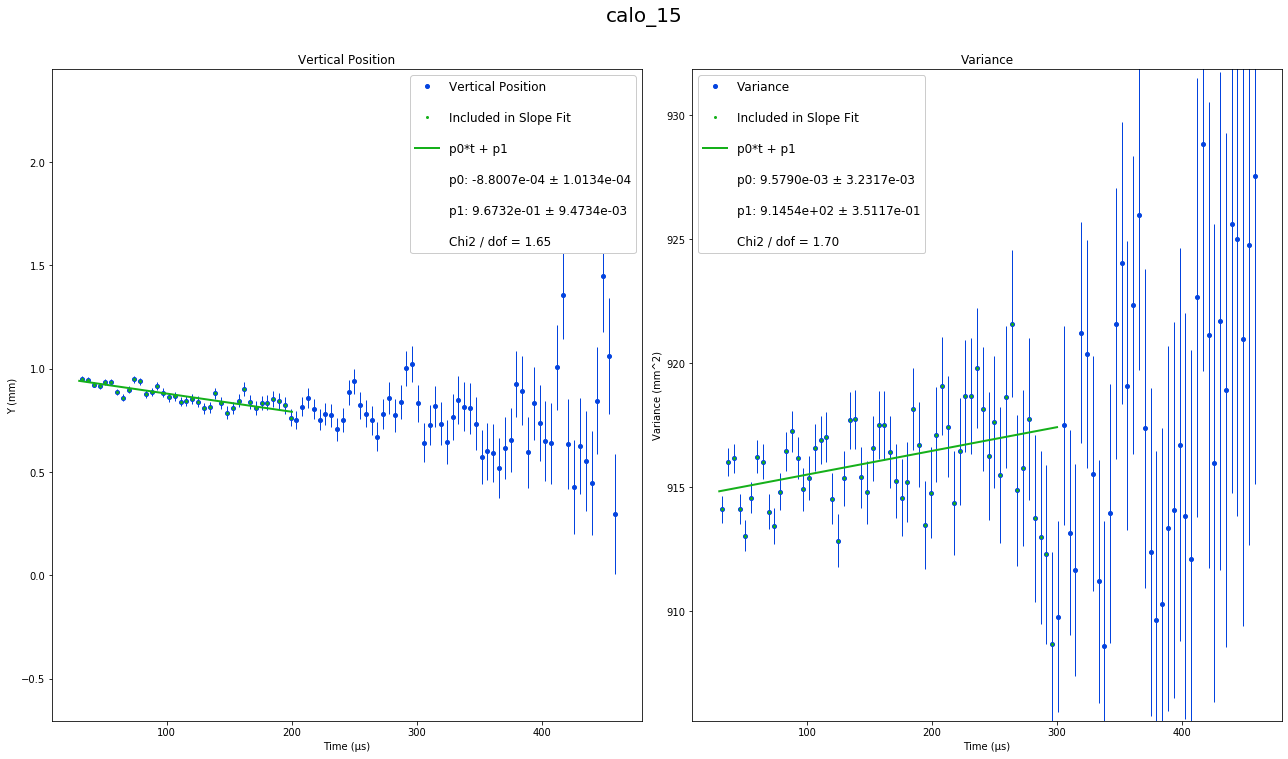 calo_15
Vertical Position
Vertical Position
Included in Slope Fit
p0*t + p1
p0: -8.8007e-04 ± 1.0134e-04
p1: 9.6732e-01 ± 9.4734e-03
Chi2 / dof = 1.65
Y (mm)
2.0
1.5
1.0
0.5
0.0
−0.5
100
200
300
400
Time (μs)
Variance
Variance
Included in Slope Fit
p0*t + p1
p0: 9.5790e-03 ± 3.2317e-03
p1: 9.1454e+02 ± 3.5117e-01
Chi2 / dof = 1.70
Variance (mm^2)
930
925
920
915
910
100
200
300
400
Time (μs)